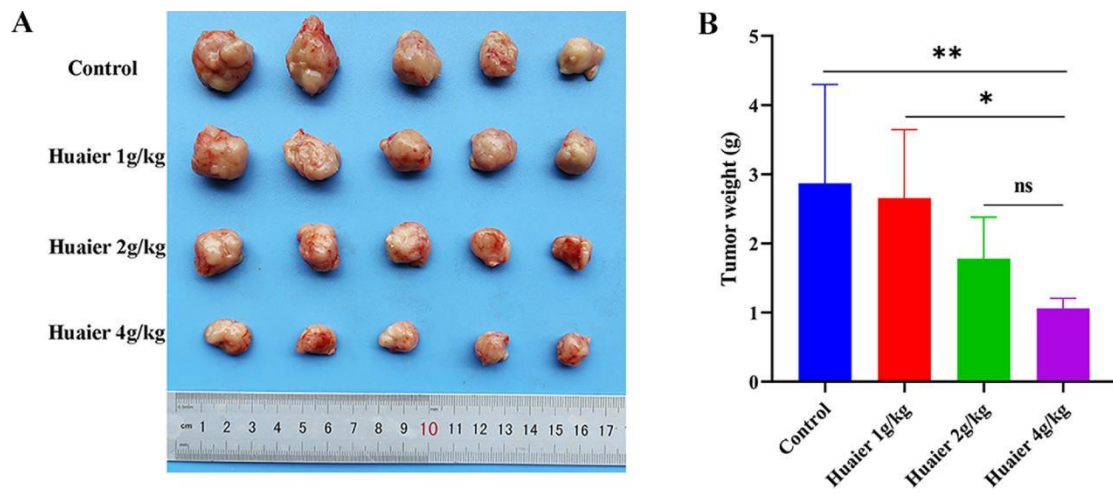 A
Control
Huaier 1g/kg
Huaier 2g/kg
Huaier 4g/kg
cm 1 2 3 4 5 6 7 8 9 10 11 12 13 14 15 16 17
B
Tumor weight (g)
5
4
3
2
1
0
**
*
ns
Control
Huaier 1g/kg
Huaier 2g/kg
Huaier 4g/kg